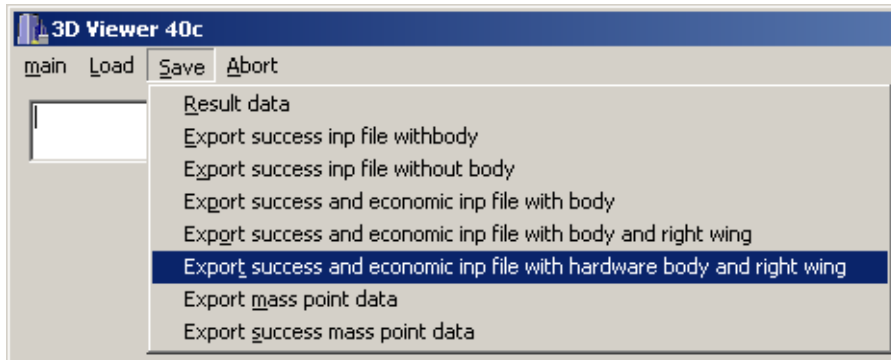 3D Viewer 40c
main Load Save Abort
Result data
Export success inp file withbody
Export success inp file without body
Export success and economic inp file with body
Export success and economic inp file with body and right wing
Export success and economic inp file with hardware body and right wing
Export mass point data
Export success mass point data